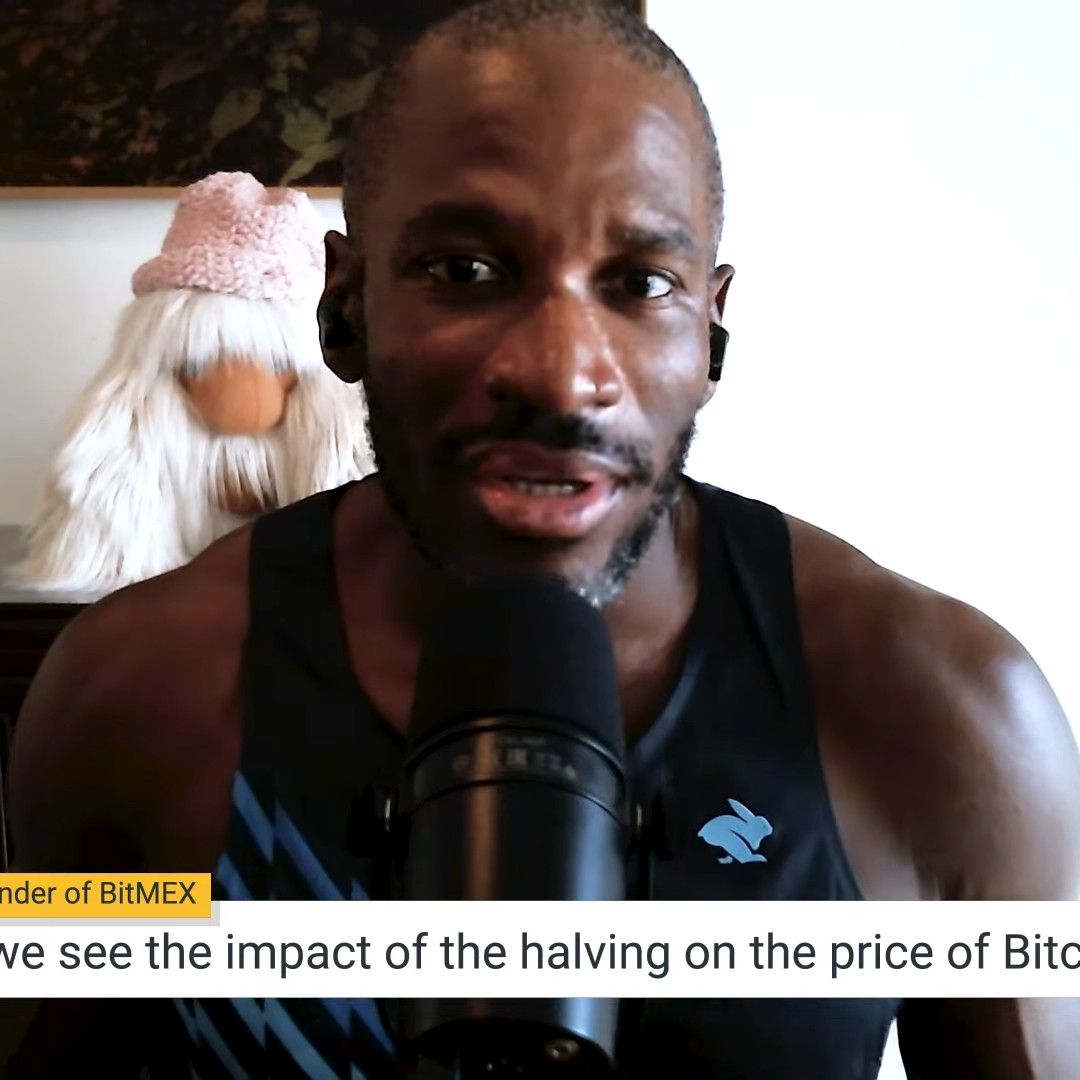 nder of BitMEX
we see the impact of the halving on the price of Bitc